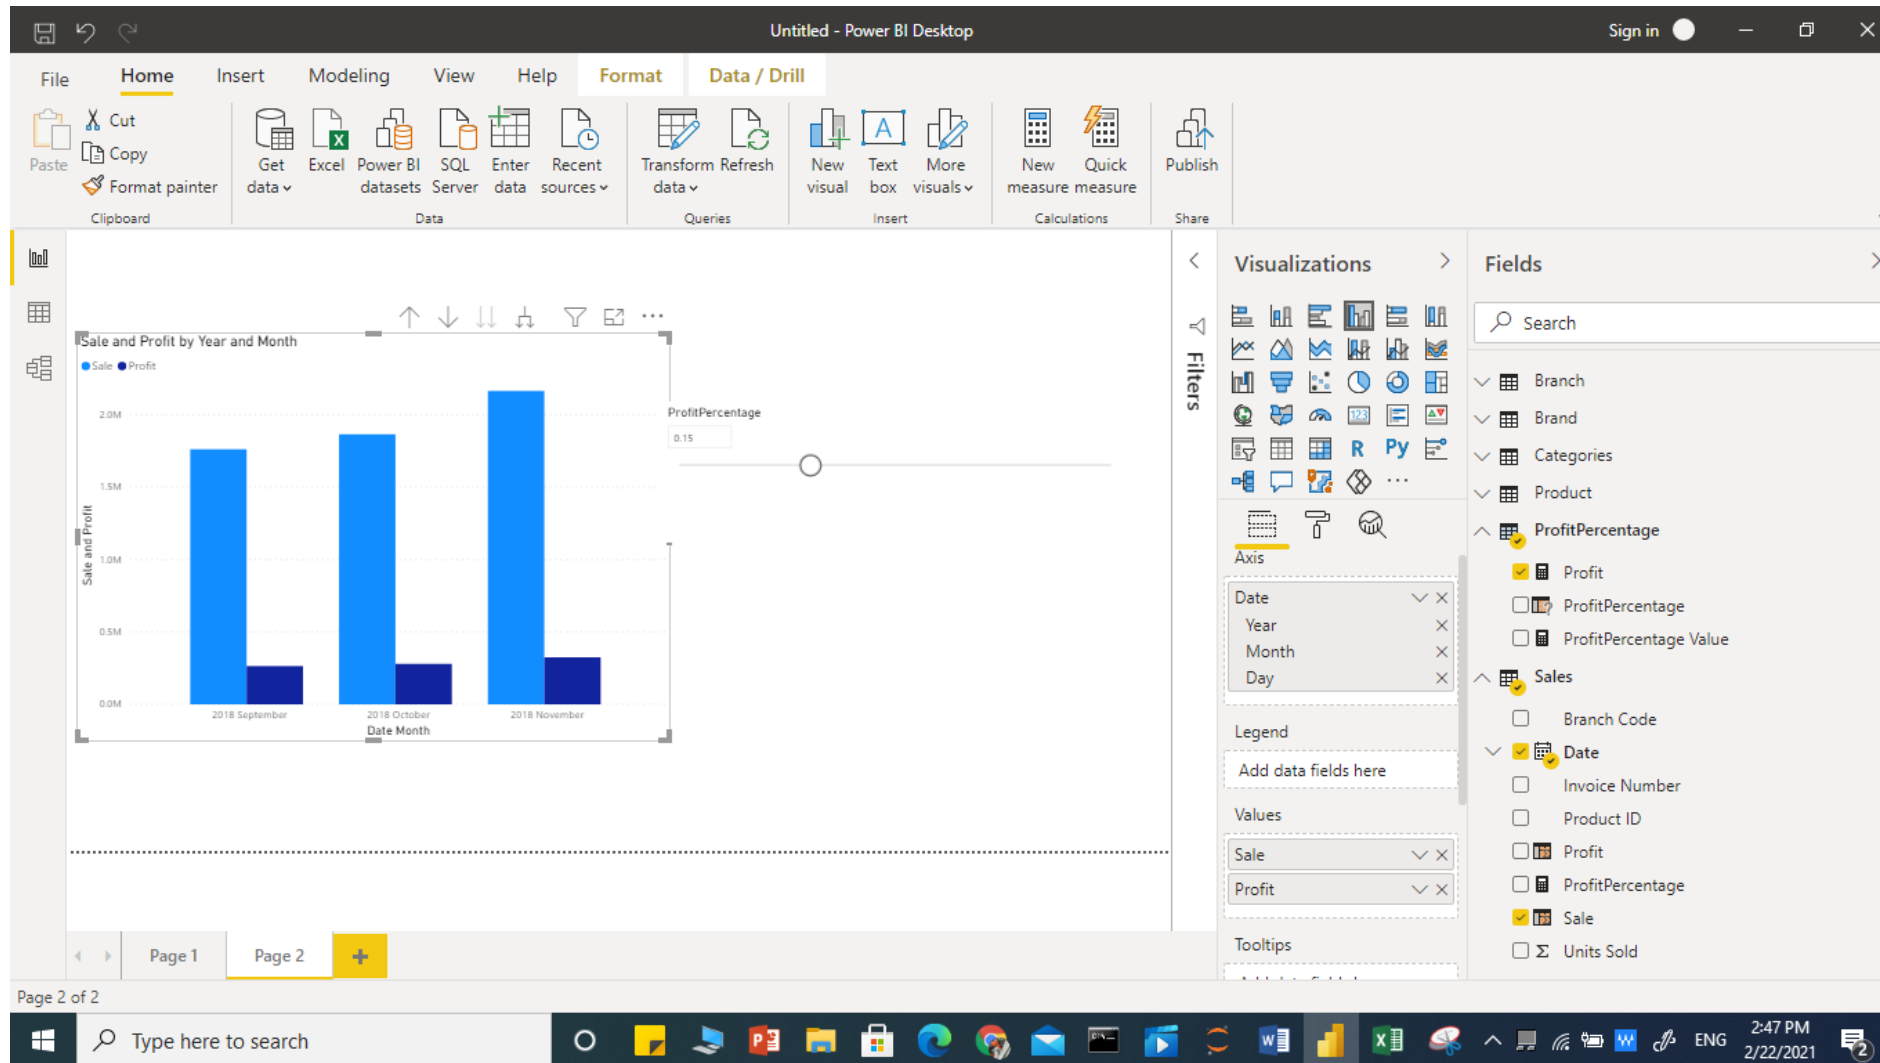 Untitled - Power BI Desktop
Sign in
File
Home
Insert
Modeling
View
Help
Format
Data / Drill
Paste
Cut
Copy
Format painter
Clipboard
Get data
Excel
Power BI datasets
SQL Server
Enter data
Recent sources
Data
Transform data
Refresh
Queries
New visual
Text box
More visuals
Insert
New measure
Quick measure
Calculations
Publish
Share
Sale and Profit by Year and Month
Sale Profit
2.0M
1.5M
1.0M
0.5M
0.0M
Sale and Profit
2018 September
2018 October
2018 November
Date Month
ProfitPercentage
0.15
Filters
Visualizations
123
R
Py
Axis
Date
Year
Month
Day
Legend
Add data fields here
Values
Sale
Profit
Tooltips
Fields
Search
Branch
Brand
Categories
Product
ProfitPercentage
Profit
ProfitPercentage
ProfitPercentage Value
Sales
Branch Code
Date
Invoice Number
Product ID
Profit
ProfitPercentage
Sale
Units Sold
Page 1
Page 2
Page 2 of 2
Type here to search
ENG
2:47 PM
2/22/2021
2